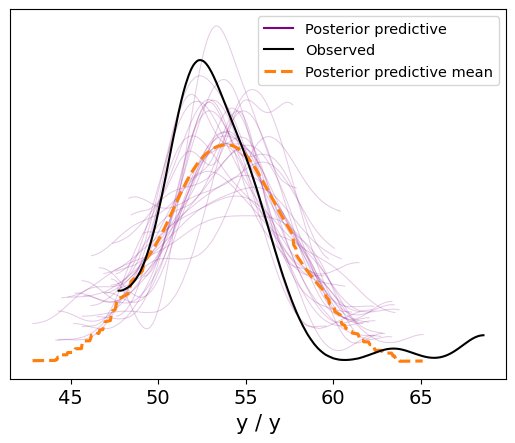 Posterior predictive
Observed
Posterior predictive mean
45 50 55 60 65
y / y